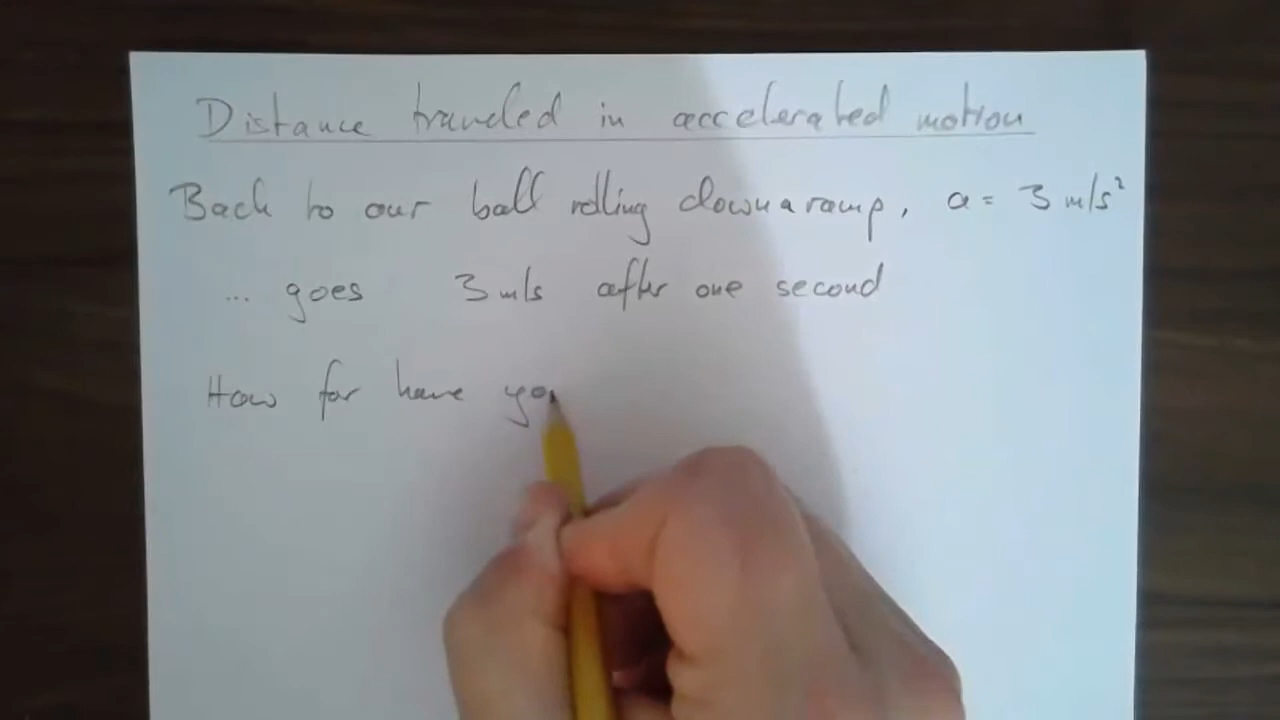 Distance traveled in accelerated motion
Back to our ball rolling down a ramp, a = 3 m/s²
... goes 3 m/s after one second
How far have yo